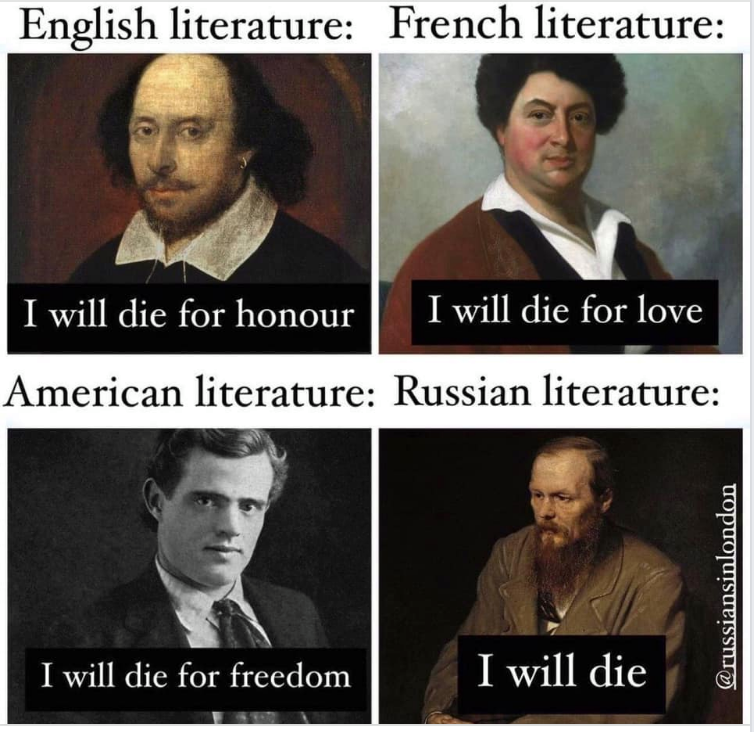 English literature:
French literature:
I will die for honour
I will die for love
American literature:
Russian literature:
I will die for freedom
I will die
@russiansinlondon